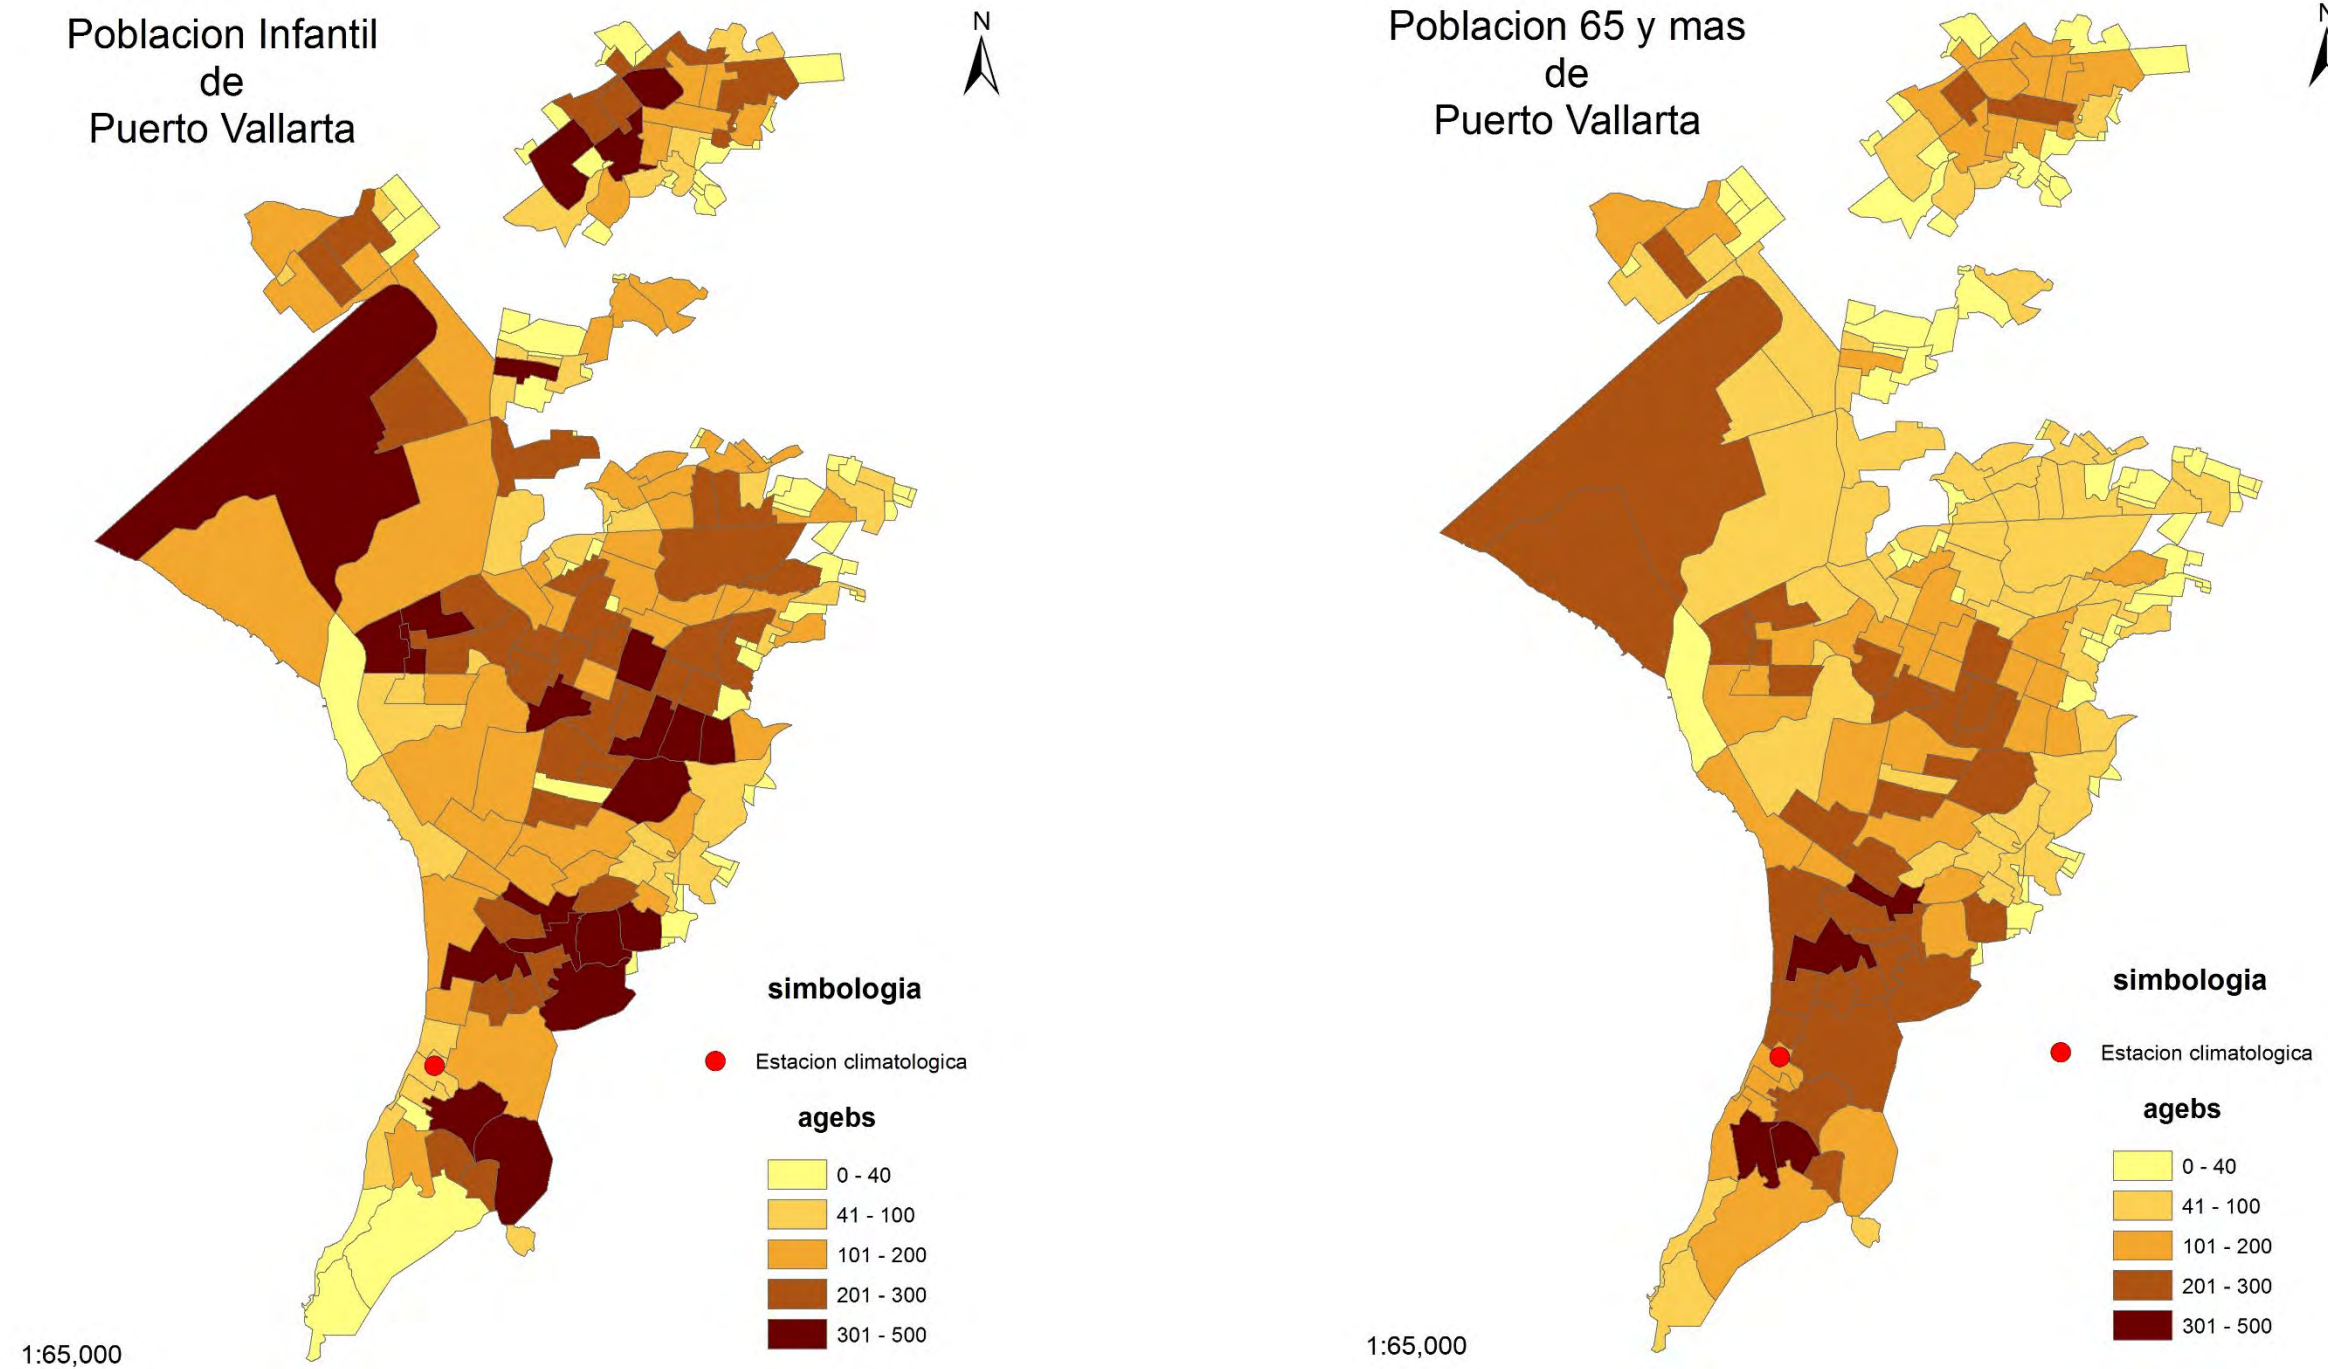 Poblacion Infantil
de
Puerto Vallarta
N
simbologia
Estacion climatologica
agebs
0 - 40
41 - 100
101 - 200
201 - 300
301 - 500
1:65,000
Poblacion 65 y mas
de
Puerto Vallarta
N
simbologia
Estacion climatologica
agebs
0 - 40
41 - 100
101 - 200
201 - 300
301 - 500
1:65,000